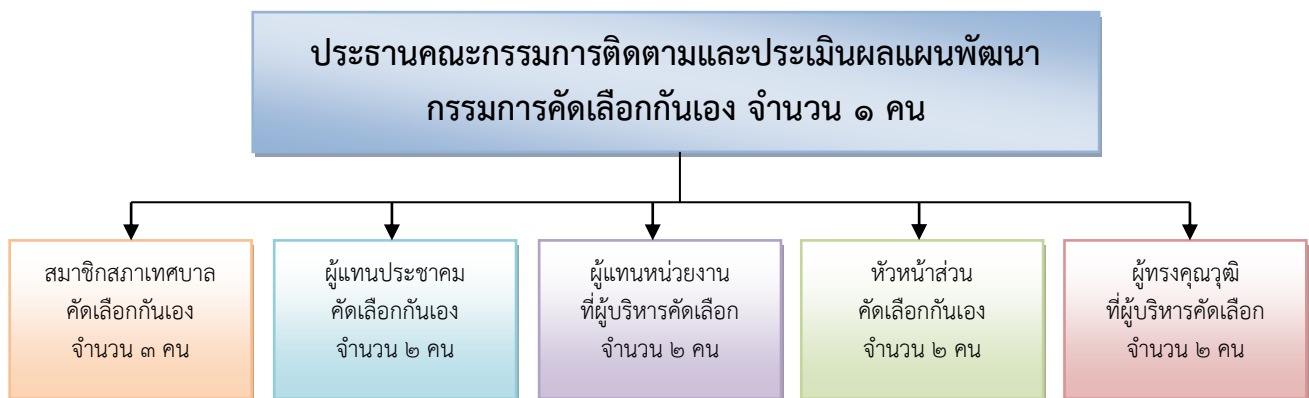 ประธานคณะกรรมการติดตามและประเมินผลแผนพัฒนา
กรรมการคัดเลือกกันเอง จำนวน ๑ คน
สมาชิกสภาเทศบาล
คัดเลือกกันเอง
จำนวน ๓ คน
ผู้แทนประชาคม
คัดเลือกกันเอง
จำนวน ๒ คน
ผู้แทนหน่วยงาน
ที่ผู้บริหารคัดเลือก
จำนวน ๒ คน
หัวหน้าส่วน
คัดเลือกกันเอง
จำนวน ๒ คน
ผู้ทรงคุณวุฒิ
ที่ผู้บริหารคัดเลือก
จำนวน ๒ คน